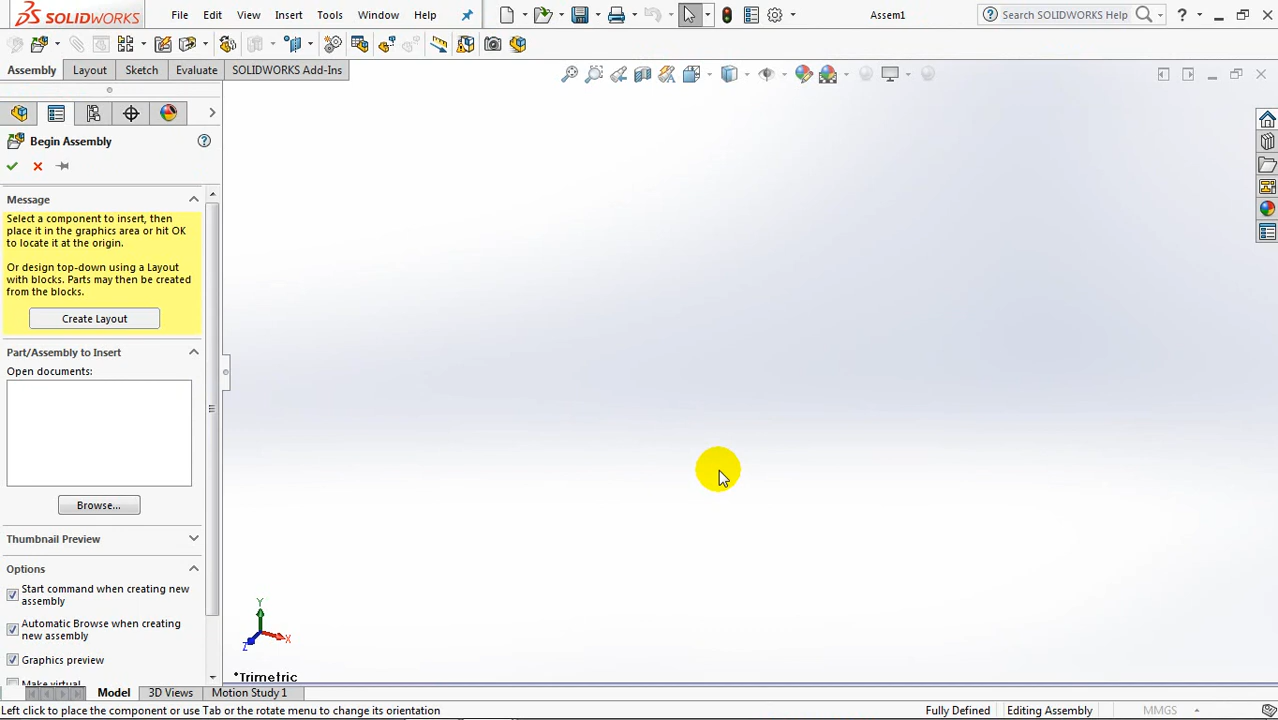 SOLIDWORKS
File Edit View Insert Tools Window Help
Assem1
Search SOLIDWORKS Help
?
Assembly Layout Sketch Evaluate SOLIDWORKS Add-Ins
Begin Assembly
?
Message
Select a component to insert, then
place it in the graphics area or hit OK
to locate it at the origin.
Or design top-down using a Layout
with blocks. Parts may then be created
from the blocks.
Create Layout
Part/Assembly to Insert
Open documents:
Browse...
Thumbnail Preview
Options
Start command when creating new
assembly
Automatic Browse when creating
new assembly
Graphics preview
Make virtual
Y
X
Z
*Trimetric
Model 3D Views Motion Study 1
Left click to place the component or use Tab or the rotate menu to change its orientation
Fully Defined Editing Assembly MMGS